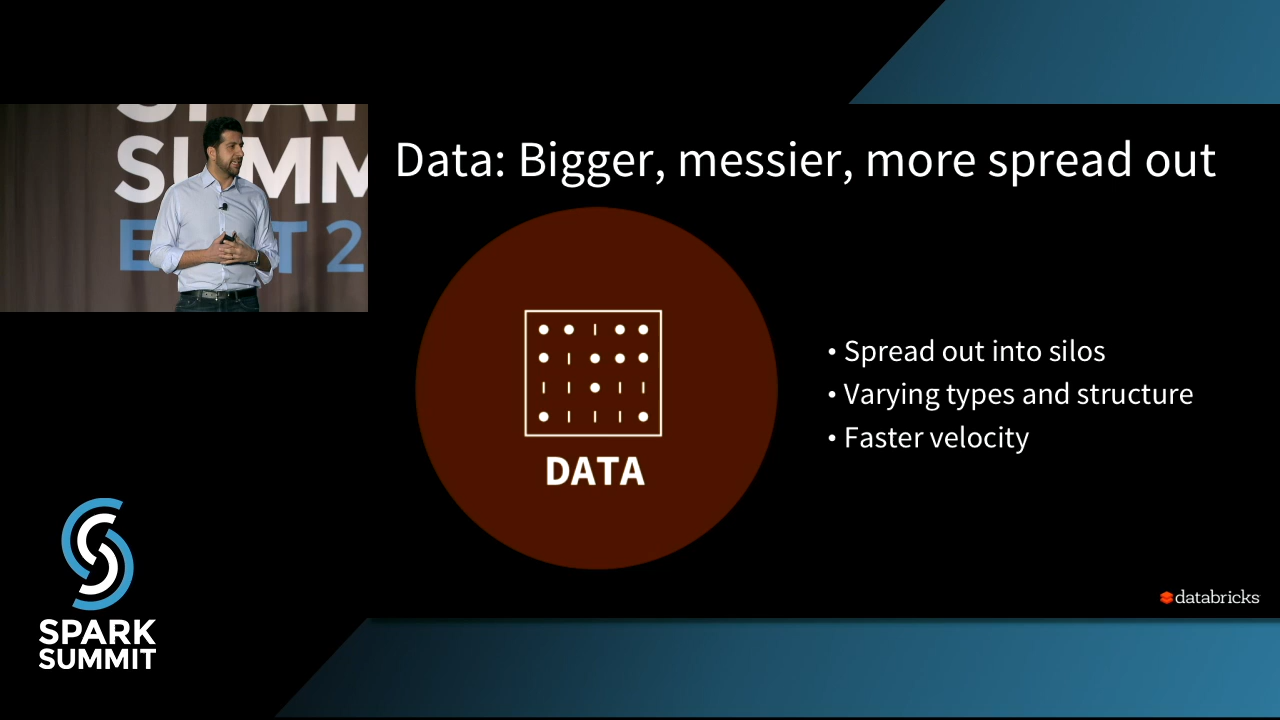 SUMM
Data: Bigger, messier, more spread out
DATA
• Spread out into silos
• Varying types and structure
• Faster velocity
databricks
SPARK
SUMMIT